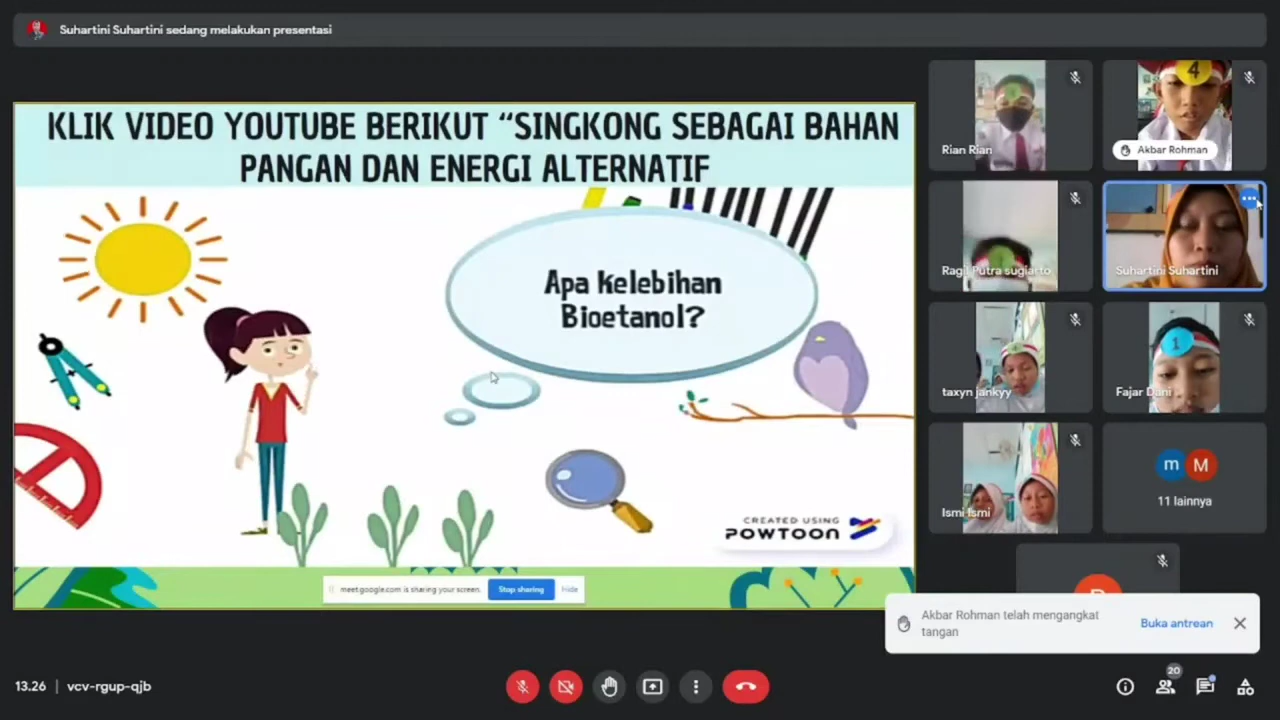 Suhartini Suhartini sedang melakukan presentasi
KLIK VIDEO YOUTUBE BERIKUT “SINGKONG SEBAGAI BAHAN
PANGAN DAN ENERGI ALTERNATIF
Apa Kelebihan
Bioetanol?
CREATED USING
POWTOON
meet.google.com is sharing your screen.
Stop sharing
Hide
Rian Rian
4
Akbar Rohman
Ragil Putra sugiarto
Suhartini Suhartini
taxyn jankyy
1
Fajar Dani
Ismi Ismi
m
M
11 lainnya
Akbar Rohman telah mengangkat
tangan
Buka antrean
13.26 | vcv-rgup-qjb
20